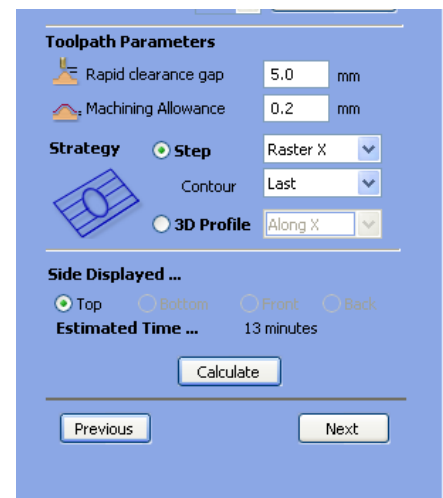 Toolpath Parameters
Rapid clearance gap 5.0 mm
Machining Allowance 0.2 mm
Strategy Step Raster X
Contour Last
3D Profile Along X
Side Displayed ...
Top Bottom Front Back
Estimated Time ... 13 minutes
Calculate
Previous Next